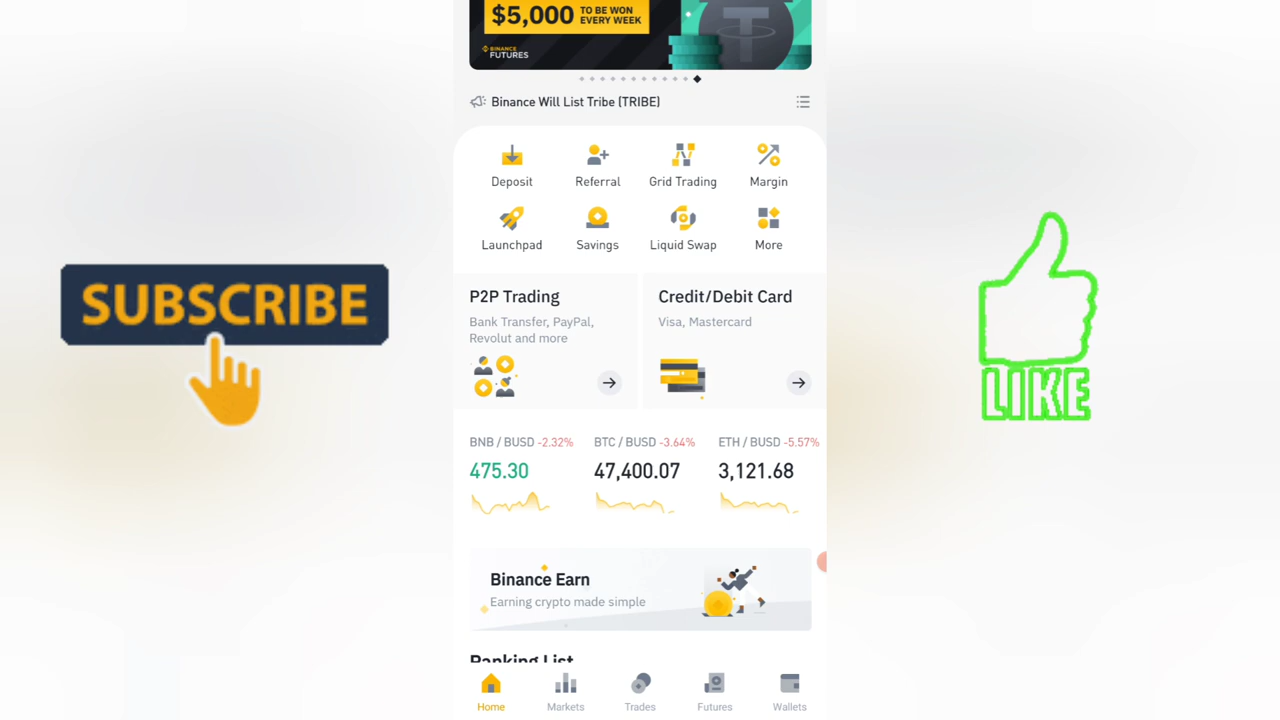 $5,000 TO BE WON
EVERY WEEK
BINANCE
FUTURES
Binance Will List Tribe (TRIBE)
Deposit Referral Grid Trading Margin
Launchpad Savings Liquid Swap More
P2P Trading
Bank Transfer, PayPal,
Revolut and more
Credit/Debit Card
Visa, Mastercard
BNB / BUSD -2.32% BTC / BUSD -3.64% ETH / BUSD -5.57%
475.30 47,400.07 3,121.68
Binance Earn
Earning crypto made simple
Ranking List
Home Markets Trades Futures Wallets
SUBSCRIBE
LIKE